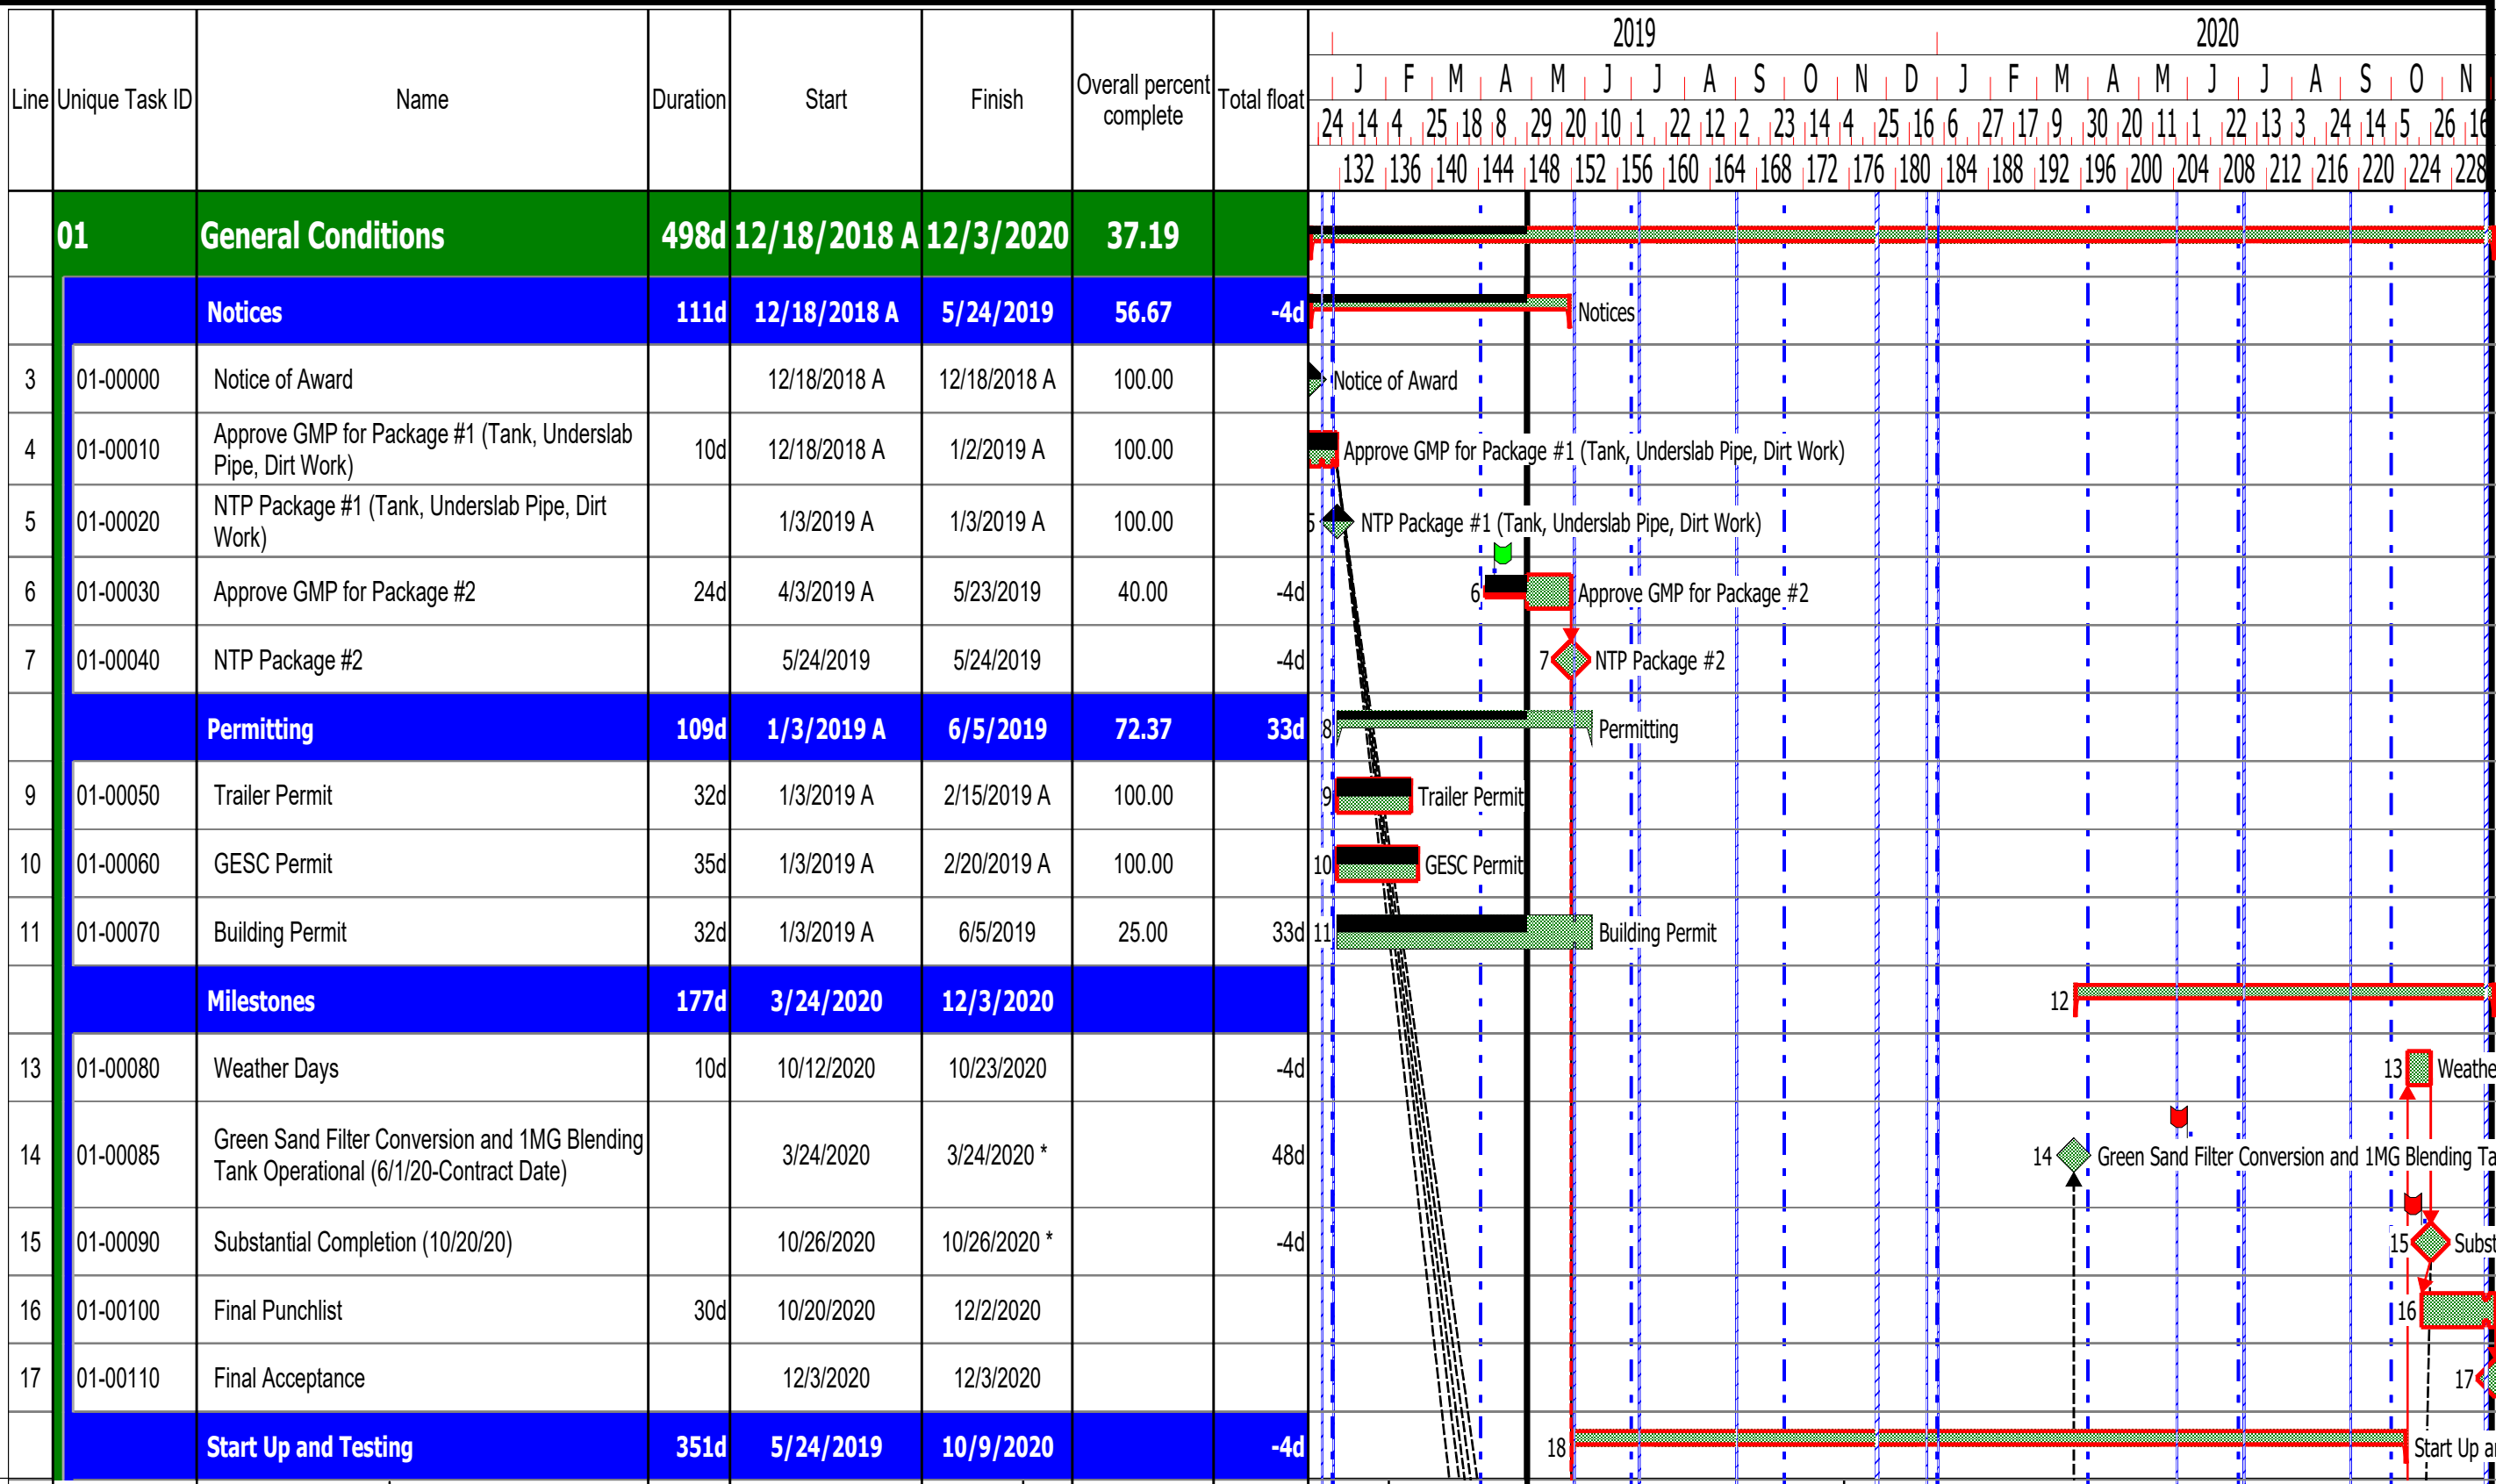 2019 2020
Line Unique Task ID Name Duration Start Finish Overall percent complete Total float
J F M A M J J A S O N D J F M A M J J A S O N
24 14 4 25 18 8 29 20 10 1 22 12 2 23 14 4 25 16 6 27 17 9 30 20 11 1 22 13 3 24 14 5 26 16
132 136 140 144 148 152 156 160 164 168 172 176 180 184 188 192 196 200 204 208 212 216 220 224 228
01 General Conditions 498d 12/18/2018 A 12/3/2020 37.19
Notices 111d 12/18/2018 A 5/24/2019 56.67 -4d Notices
3 01-00000 Notice of Award 12/18/2018 A 12/18/2018 A 100.00 Notice of Award
4 01-00010 Approve GMP for Package #1 (Tank, Underslab
Pipe, Dirt Work) 10d 12/18/2018 A 1/2/2019 A 100.00 Approve GMP for Package #1 (Tank, Underslab Pipe, Dirt Work)
5 01-00020 NTP Package #1 (Tank, Underslab Pipe, Dirt
Work) 1/3/2019 A 1/3/2019 A 100.00 5 NTP Package #1 (Tank, Underslab Pipe, Dirt Work)
6 01-00030 Approve GMP for Package #2 24d 4/3/2019 A 5/23/2019 40.00 -4d 6 Approve GMP for Package #2
7 01-00040 NTP Package #2 5/24/2019 5/24/2019 -4d 7 NTP Package #2
Permitting 109d 1/3/2019 A 6/5/2019 72.37 33d 8 Permitting
9 01-00050 Trailer Permit 32d 1/3/2019 A 2/15/2019 A 100.00 9 Trailer Permit
10 01-00060 GESC Permit 35d 1/3/2019 A 2/20/2019 A 100.00 10 GESC Permit
11 01-00070 Building Permit 32d 1/3/2019 A 6/5/2019 25.00 33d 11 Building Permit
Milestones 177d 3/24/2020 12/3/2020 12
13 01-00080 Weather Days 10d 10/12/2020 10/23/2020 -4d 13 Weathe
14 01-00085 Green Sand Filter Conversion and 1MG Blending
Tank Operational (6/1/20-Contract Date) 3/24/2020 3/24/2020 * 48d 14 Green Sand Filter Conversion and 1MG Blending Ta
15 01-00090 Substantial Completion (10/20/20) 10/26/2020 10/26/2020 * -4d 15 Subst
16 01-00100 Final Punchlist 30d 10/20/2020 12/2/2020 16
17 01-00110 Final Acceptance 12/3/2020 12/3/2020 17
Start Up and Testing 351d 5/24/2019 10/9/2020 -4d 18 Start Up a